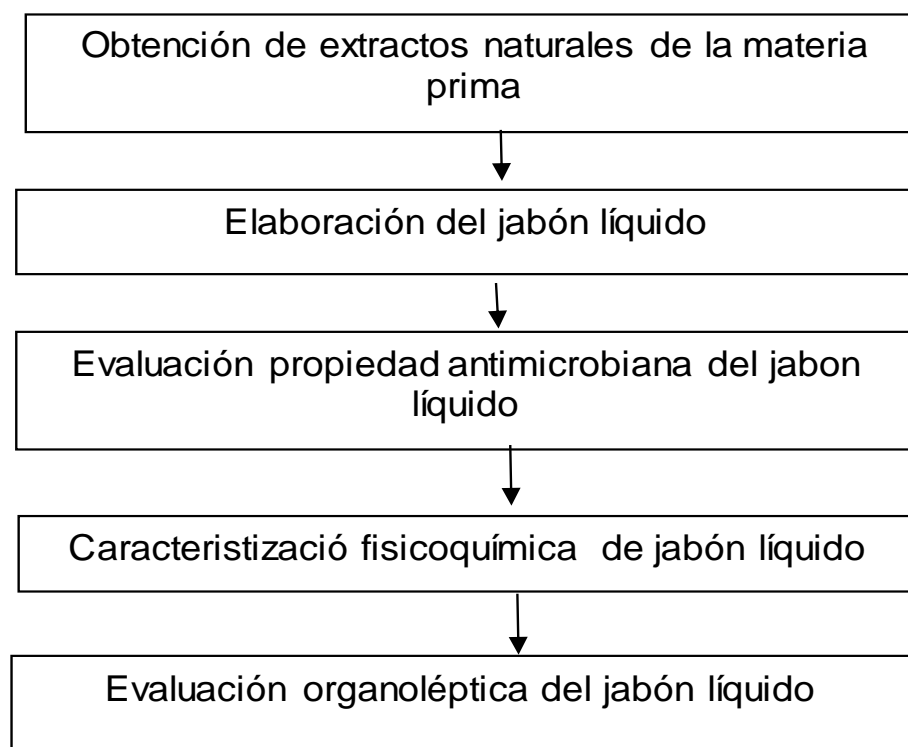 Obtención de extractos naturales de la materia
prima
Elaboración del jabón líquido
Evaluación propiedad antimicrobiana del jabon
líquido
Caracteristizació fisicoquímica de jabón líquido
Evaluación organoléptica del jabón líquido